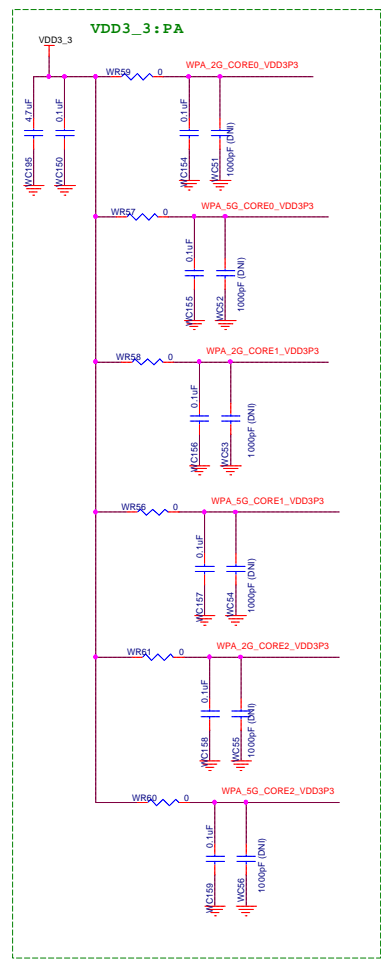 VDD3_3:PA
VDD3_3
WR59 0 WPA_2G_CORE0_VDD3P3
4.7uF
WC195
0.1uF
WC150
0.1uF
WC154
WC51
1000pF (DNI)
WR57 0 WPA_5G_CORE0_VDD3P3
0.1uF
WC155
WC52
1000pF (DNI)
WR58 0 WPA_2G_CORE1_VDD3P3
0.1uF
WC156
WC53
1000pF (DNI)
WR56 0 WPA_5G_CORE1_VDD3P3
0.1uF
WC157
WC54
1000pF (DNI)
WR61 0 WPA_2G_CORE2_VDD3P3
0.1uF
WC158
WC55
1000pF (DNI)
WR60 0 WPA_5G_CORE2_VDD3P3
0.1uF
WC159
WC56
1000pF (DNI)